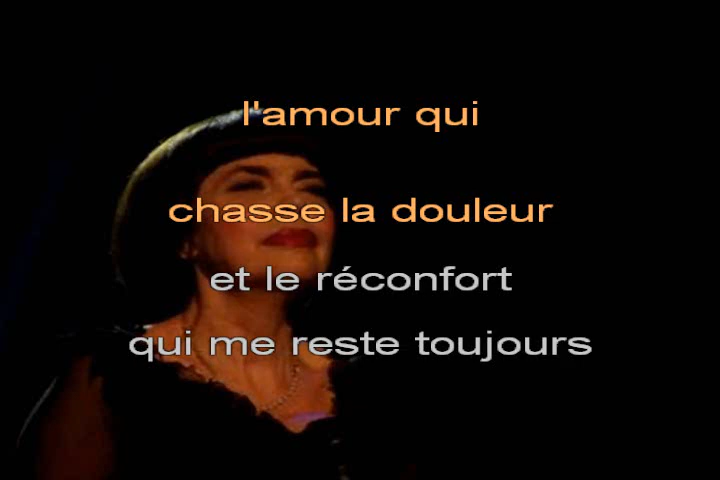 l'amour qui
chasse la douleur
et le réconfort
qui me reste toujours